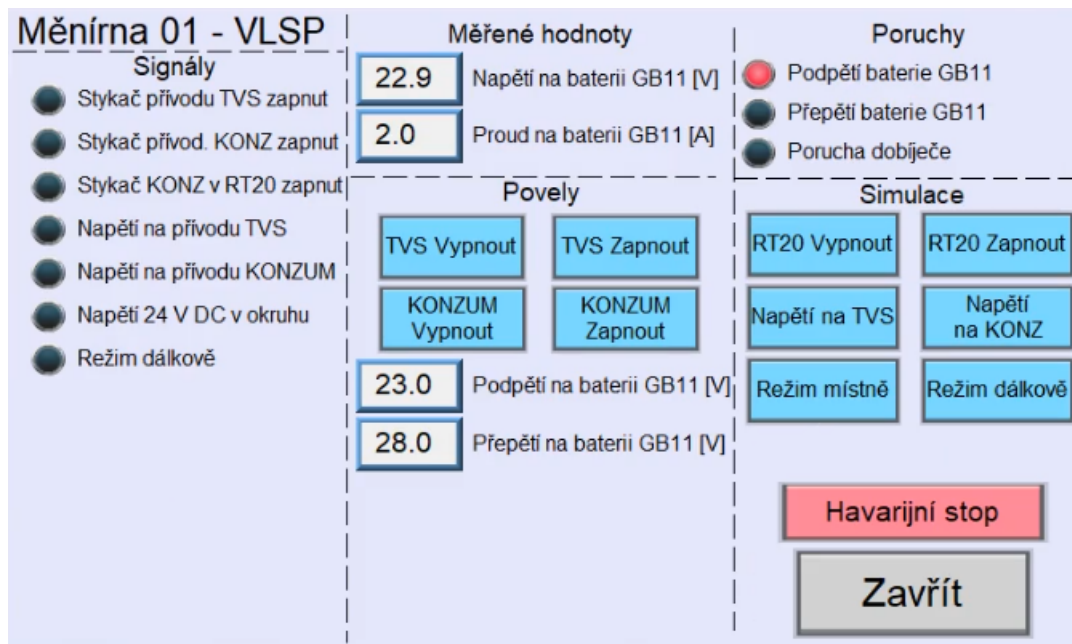 Měnírna 01 - VLSP
Signály
Stykač přívodu TVS zapnut
Stykač přívod. KONZ zapnut
Stykač KONZ v RT20 zapnut
Napětí na přívodu TVS
Napětí na přívodu KONZUM
Napětí 24 V DC v okruhu
Režim dálkově
Měřené hodnoty
22.9 Napětí na baterii GB11 [V]
2.0 Proud na baterii GB11 [A]
Povely
TVS Vypnout
TVS Zapnout
KONZUM
Vypnout
KONZUM
Zapnout
23.0 Podpětí na baterii GB11 [V]
28.0 Přepětí na baterii GB11 [V]
Poruchy
Podpětí baterie GB11
Přepětí baterie GB11
Porucha dobíječe
Simulace
RT20 Vypnout
RT20 Zapnout
Napětí na TVS
Napětí
na KONZ
Režim místně
Režim dálkově
Havarijní stop
Zavřít